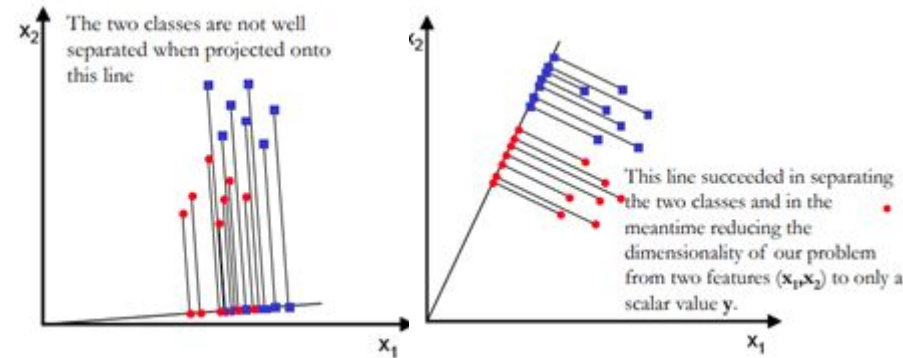 x₂
The two classes are not well
separated when projected onto
this line
x₁
x₂
This line succeeded in separating
the two classes and in the
meantime reducing the
dimensionality of our problem
from two features (x₁,x₂) to only a
scalar value y.
x₁